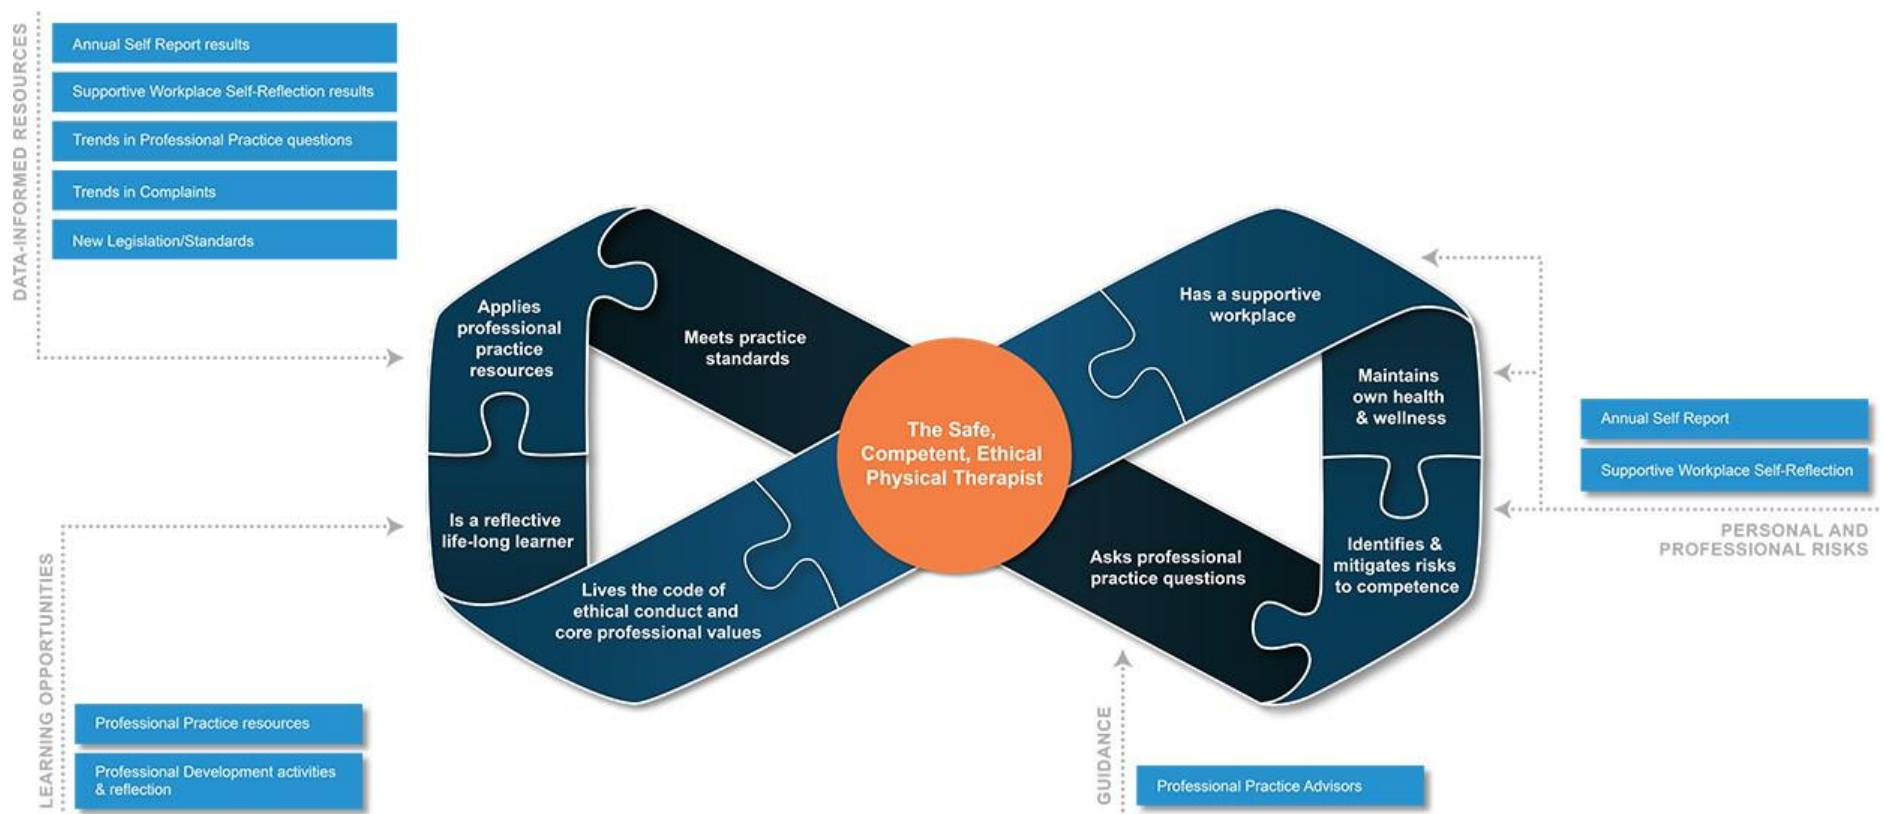 DATA-INFORMED RESOURCES
Annual Self Report results
Supportive Workplace Self-Reflection results
Trends in Professional Practice questions
Trends in Complaints
New Legislation/Standards
Applies
professional
practice
resources
Meets practice
standards
Is a reflective
life-long learner
Lives the code of
ethical conduct and
core professional values
The Safe,
Competent, Ethical
Physical Therapist
Has a supportive
workplace
Maintains
own health
& wellness
Identifies &
mitigates risks
to competence
Asks professional
practice questions
Annual Self Report
Supportive Workplace Self-Reflection
PERSONAL AND
PROFESSIONAL RISKS
LEARNING OPPORTUNITIES
Professional Practice resources
Professional Development activities
& reflection
GUIDANCE
Professional Practice Advisors